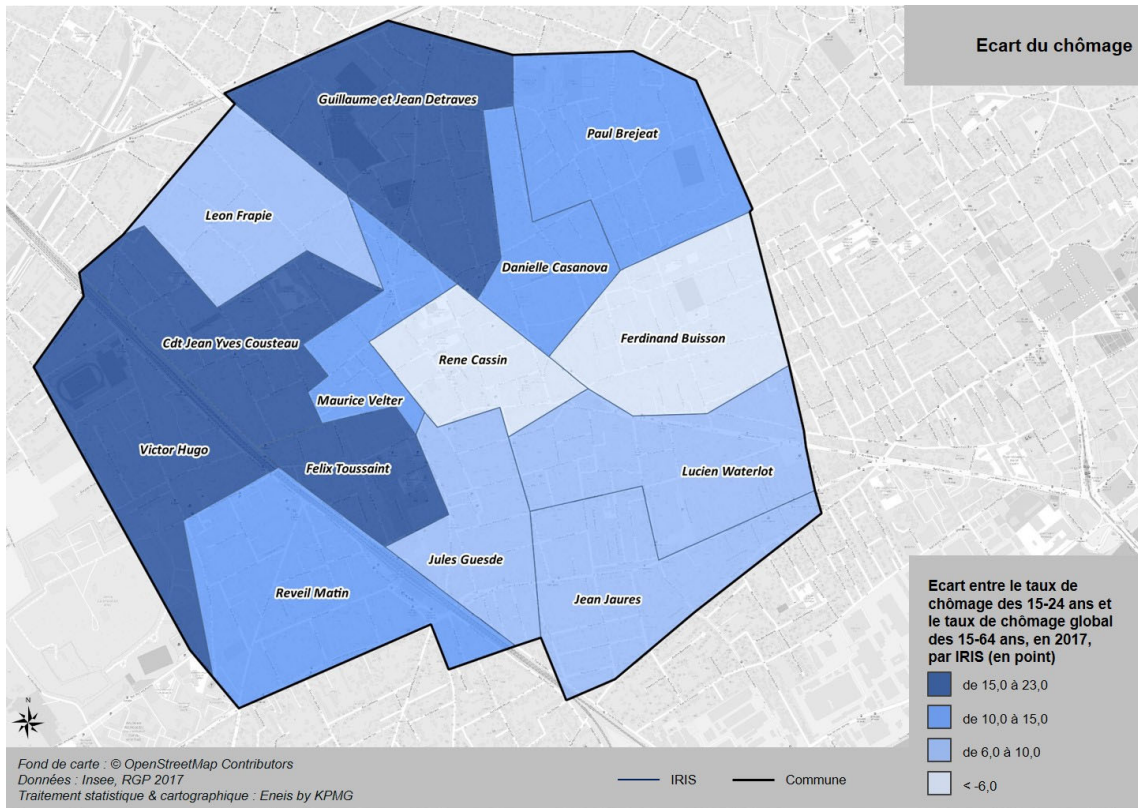 Ecart du chômage
Guillaume et Jean Detraves
Paul Brejeat
Leon Frapie
Danielle Casanova
Cdt Jean Yves Cousteau
Ferdinand Buisson
Rene Cassin
Maurice Velter
Victor Hugo
Felix Toussaint
Lucien Waterlot
Jules Guesde
Reveil Matin
Jean Jaures
Ecart entre le taux de
chômage des 15-24 ans et
le taux de chômage global
des 15-64 ans, en 2017,
par IRIS (en point)
de 15,0 à 23,0
de 10,0 à 15,0
de 6,0 à 10,0
< -6,0
N
Fond de carte : © OpenStreetMap Contributors
Données : Insee, RGP 2017
Traitement statistique & cartographique : Eneis by KPMG
IRIS
Commune